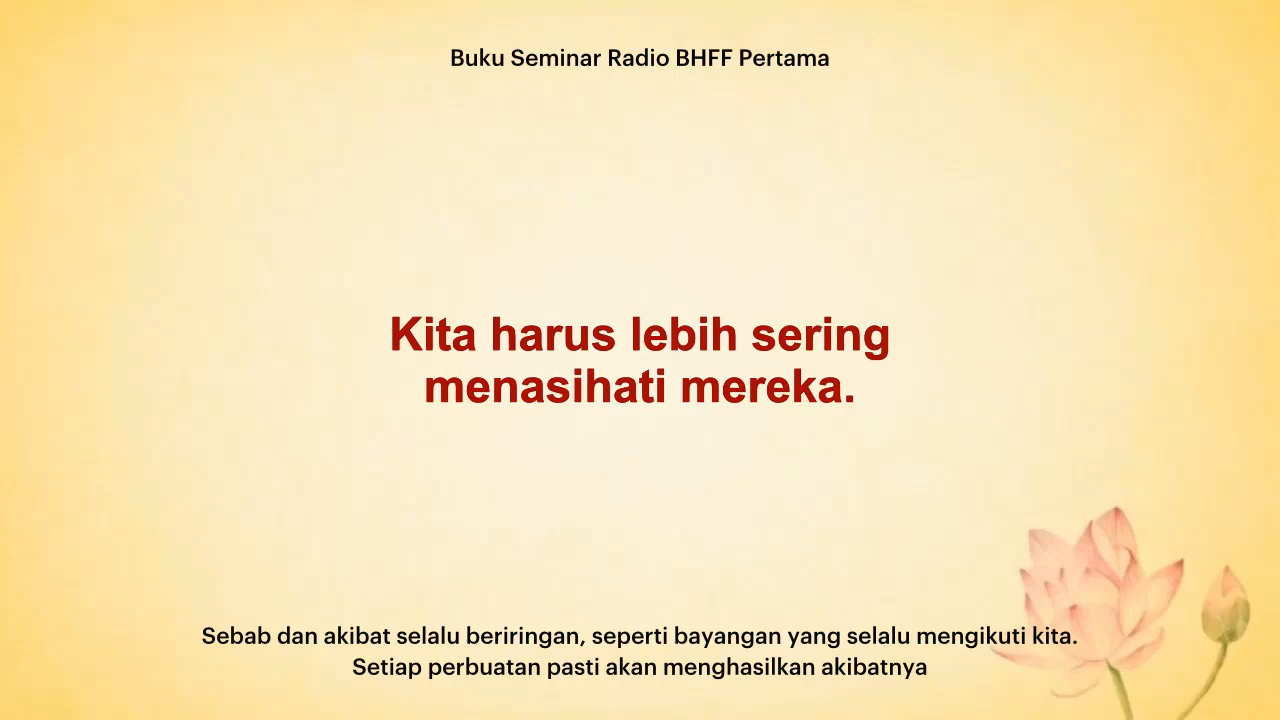 Buku Seminar Radio BHFF Pertama
Kita harus lebih sering
menasihati mereka.
Sebab dan akibat selalu beriringan, seperti bayangan yang selalu mengikuti kita.
Setiap perbuatan pasti akan menghasilkan akibatnya